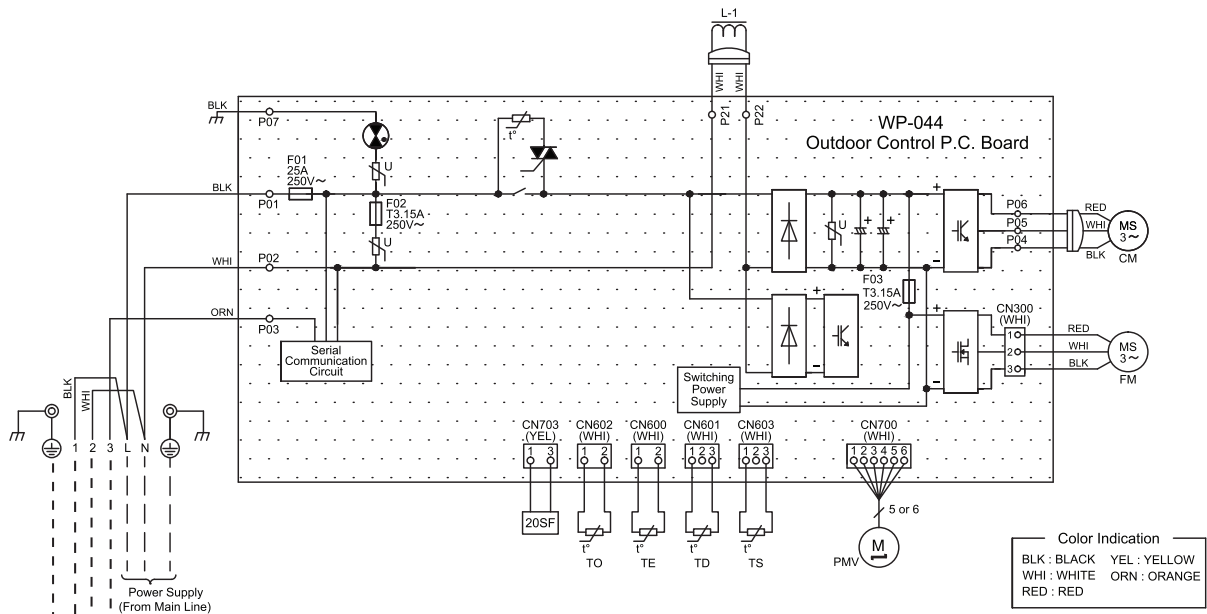 L-1
WHI
WHI
BLK
P07
P21
P22
WP-044
Outdoor Control P.C. Board
t°
F01
25A
250V～
U
BLK
P01
F02
T3.15A
250V～
U
U
+
+
+
P06
RED
P05
WHI
P04
BLK
MS
3～
CM
WHI
P02
−
F03
T3.15A
250V～
ORN
P03
Serial
Communication
Circuit
+
−
+
−
CN300
(WHI)
1
2
3
RED
WHI
BLK
MS
3～
FM
Switching
Power
Supply
BLK
WHI
1 2 3 L N
CN703
(YEL)
1 3
CN602
(WHI)
1 2
CN600
(WHI)
1 2
CN601
(WHI)
1 2 3
CN603
(WHI)
1 2 3
CN700
(WHI)
1 2 3 4 5 6
20SF
t°
TO
t°
TE
t°
TD
t°
TS
5 or 6
M
PMV
Power Supply
(From Main Line)
Color Indication
BLK : BLACK YEL : YELLOW
WHI : WHITE ORN : ORANGE
RED : RED